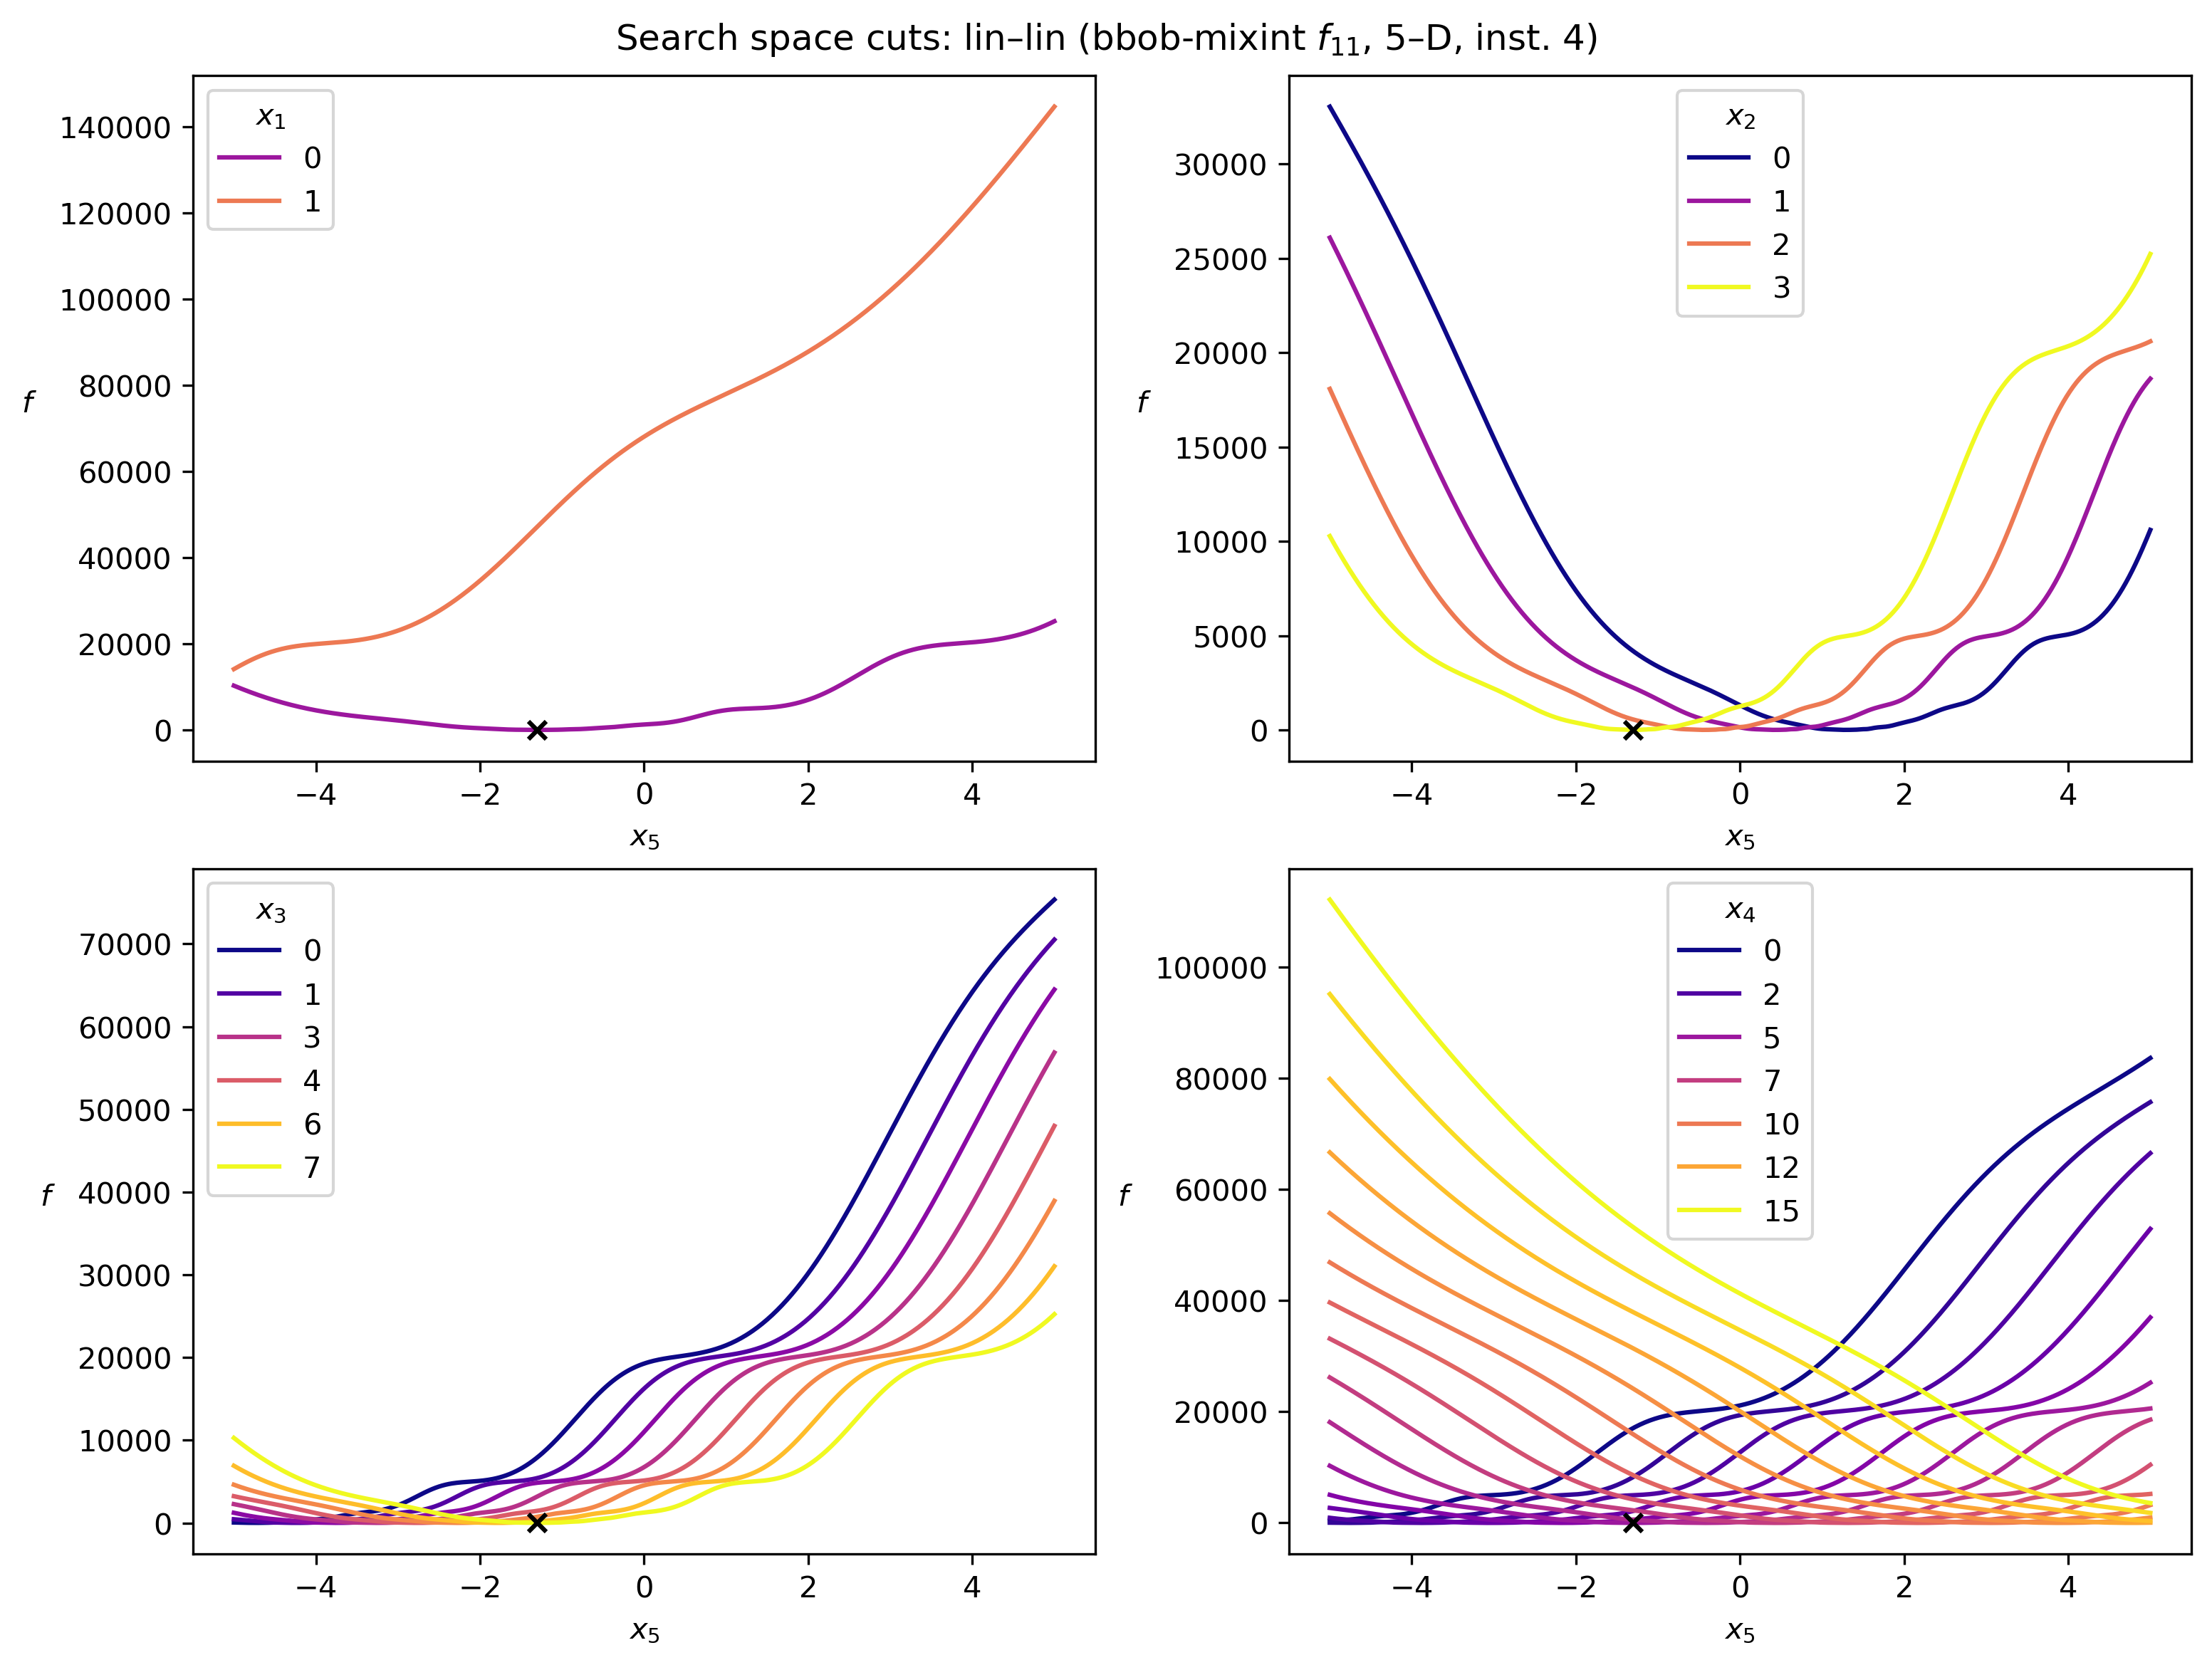 Search space cuts: lin–lin (bbob-mixint f₁₁, 5–D, inst. 4)
x₁
0
1
140000
120000
100000
80000
60000
40000
20000
0
f
−4 −2 0 2 4
x₅
x₂
0
1
2
3
30000
25000
20000
15000
10000
5000
0
f
−4 −2 0 2 4
x₅
x₃
0
1
3
4
6
7
70000
60000
50000
40000
30000
20000
10000
0
f
−4 −2 0 2 4
x₅
x₄
0
2
5
7
10
12
15
100000
80000
60000
40000
20000
0
f
−4 −2 0 2 4
x₅